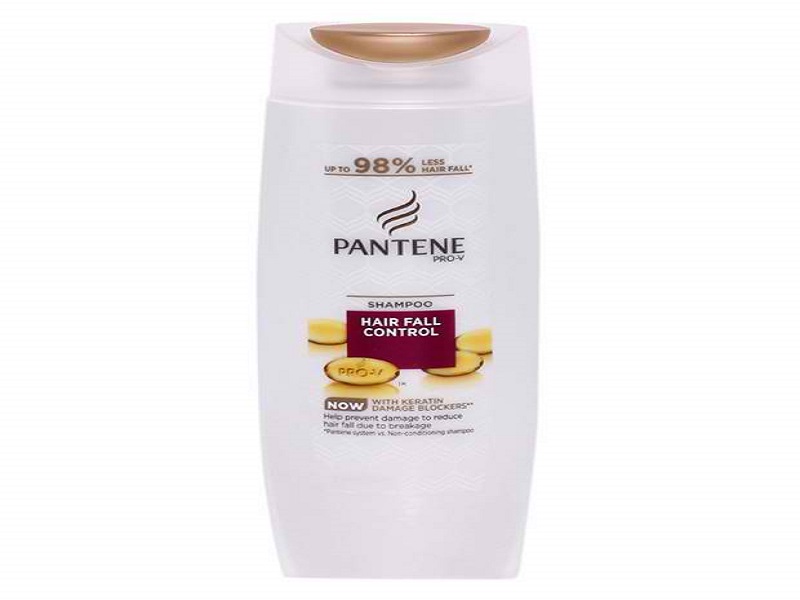 UP TO 98% LESS HAIR FALL*
PANTENE
PRO-V
SHAMPOO
HAIR FALL
CONTROL
PRO-V
NOW WITH KERATIN
DAMAGE BLOCKERS**
Help prevent damage to reduce
hair fall due to breakage
*Pantene system vs. Non-conditioning shampoo